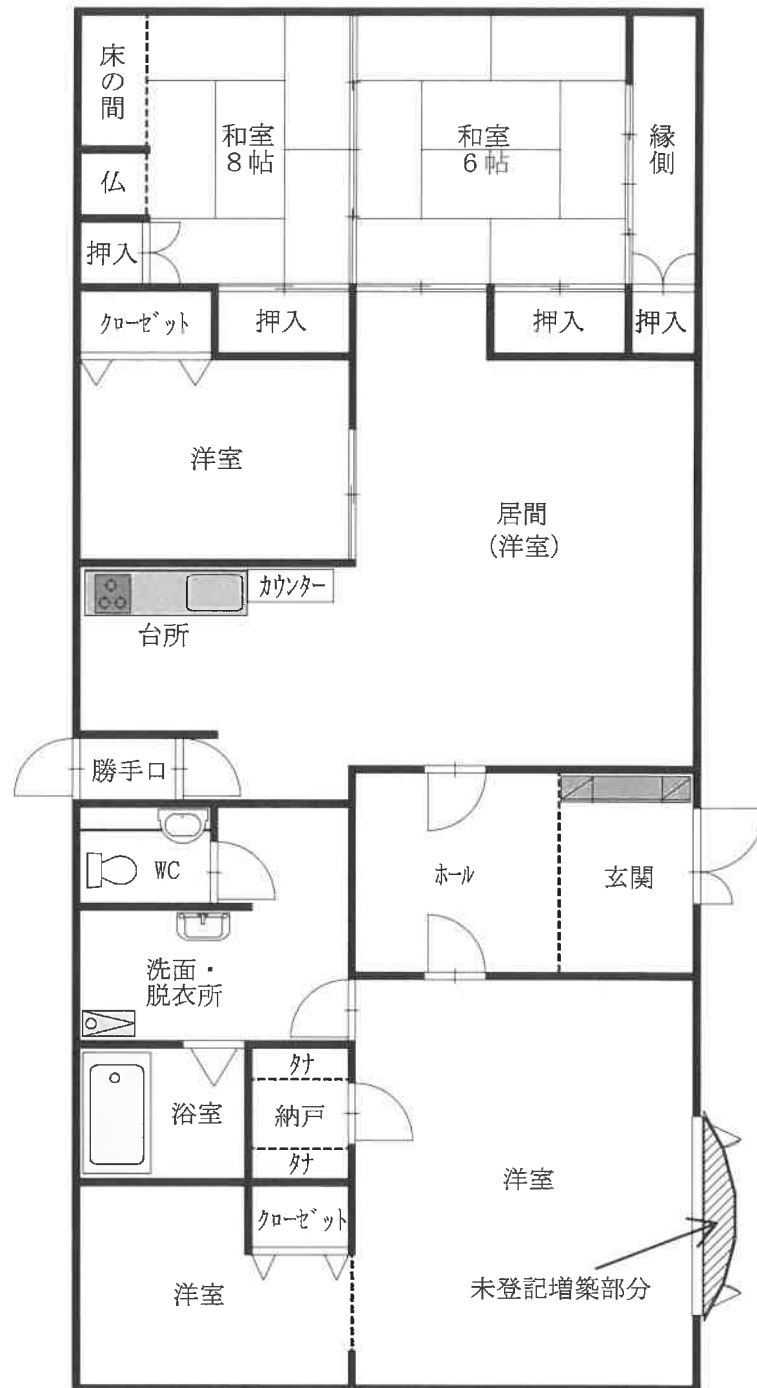 床の間
和室
8帖
和室
6帖
縁側
仏
押入
クローゼット
押入
押入
押入
洋室
居間
(洋室)
カウンター
台所
勝手口
WC
ホール
玄関
洗面・
脱衣所
タナ
浴室
納戸
タナ
洋室
クローゼット
洋室
未登記増築部分